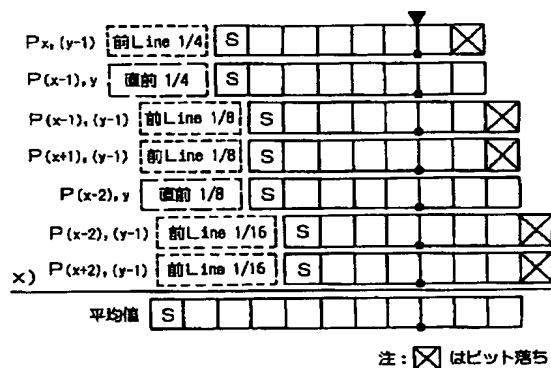 Px,(y-1) 前Line 1/4 S
P(x-1),y 直前 1/4 S
P(x-1),(y-1) 前Line 1/8 S
P(x+1),(y-1) 前Line 1/8 S
P(x-2),y 直前 1/8 S
P(x-2),(y-1) 前Line 1/16 S
×) P(x+2),(y-1) 前Line 1/16 S
平均値 S
注: はビット落ち